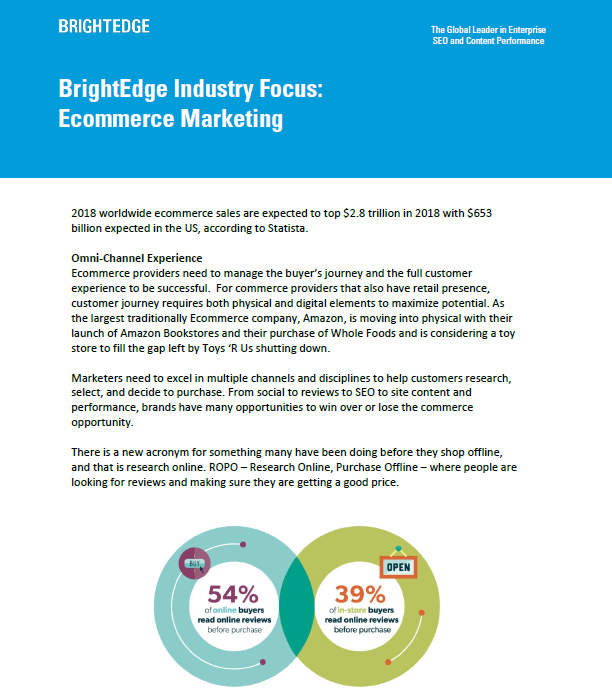 BRIGHTEDGE
The Global Leader in Enterprise
SEO and Content Performance
BrightEdge Industry Focus:
Ecommerce Marketing
2018 worldwide ecommerce sales are expected to top $2.8 trillion in 2018 with $653
billion expected in the US, according to Statista.
Omni-Channel Experience
Ecommerce providers need to manage the buyer's journey and the full customer
experience to be successful.  For commerce providers that also have retail presence,
customer journey requires both physical and digital elements to maximize potential. As
the largest traditionally Ecommerce company, Amazon, is moving into physical with their
launch of Amazon Bookstores and their purchase of Whole Foods and is considering a toy
store to fill the gap left by Toys 'R Us shutting down.
Marketers need to excel in multiple channels and disciplines to help customers research,
select, and decide to purchase. From social to reviews to SEO to site content and
performance, brands have many opportunities to win over or lose the commerce
opportunity.
There is a new acronym for something many have been doing before they shop offline,
and that is research online. ROPO – Research Online, Purchase Offline – where people are
looking for reviews and making sure they are getting a good price.
BUY
54%
of online buyers
read online reviews
before purchase
OPEN
39%
of in-store buyers
read online reviews
before purchase